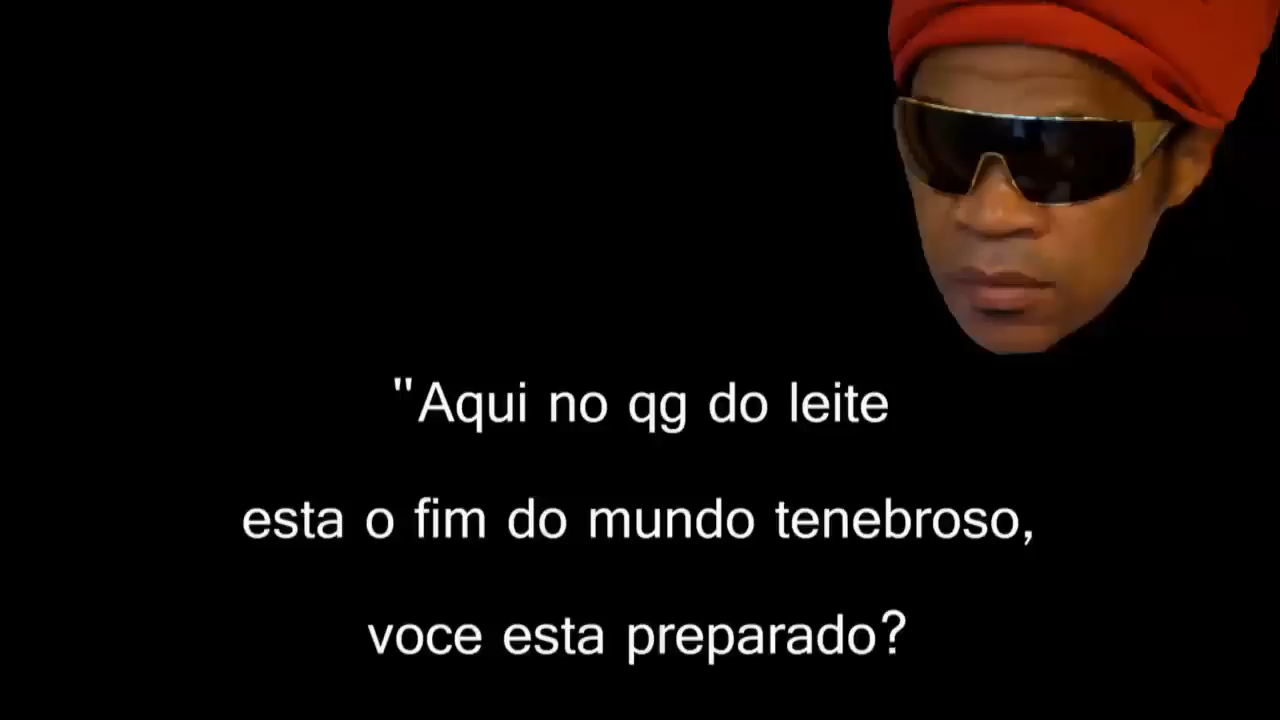 "Aqui no qg do leite
esta o fim do mundo tenebroso,
voce esta preparado?